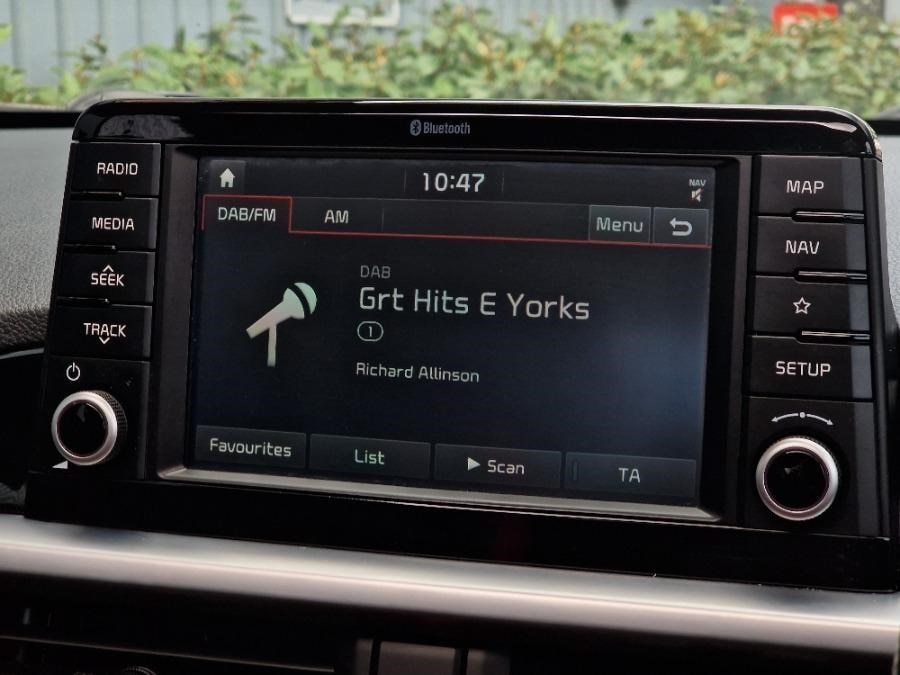 Bluetooth
RADIO
MEDIA
SEEK
TRACK
10:47
NAV
DAB/FM
AM
Menu
DAB
Grt Hits E Yorks
1
Richard Allinson
Favourites
List
Scan
TA
MAP
NAV
SETUP